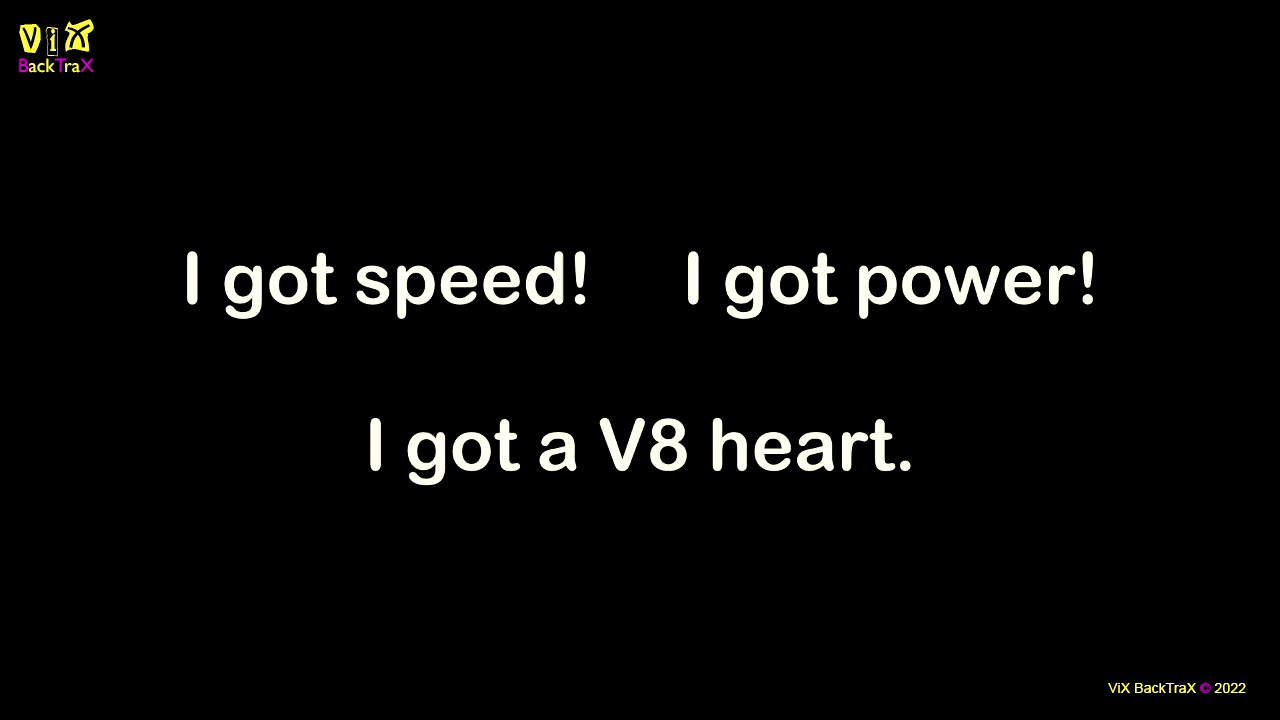 ViX
BackTraX
I got speed! I got power!
I got a V8 heart.
ViX BackTraX © 2022